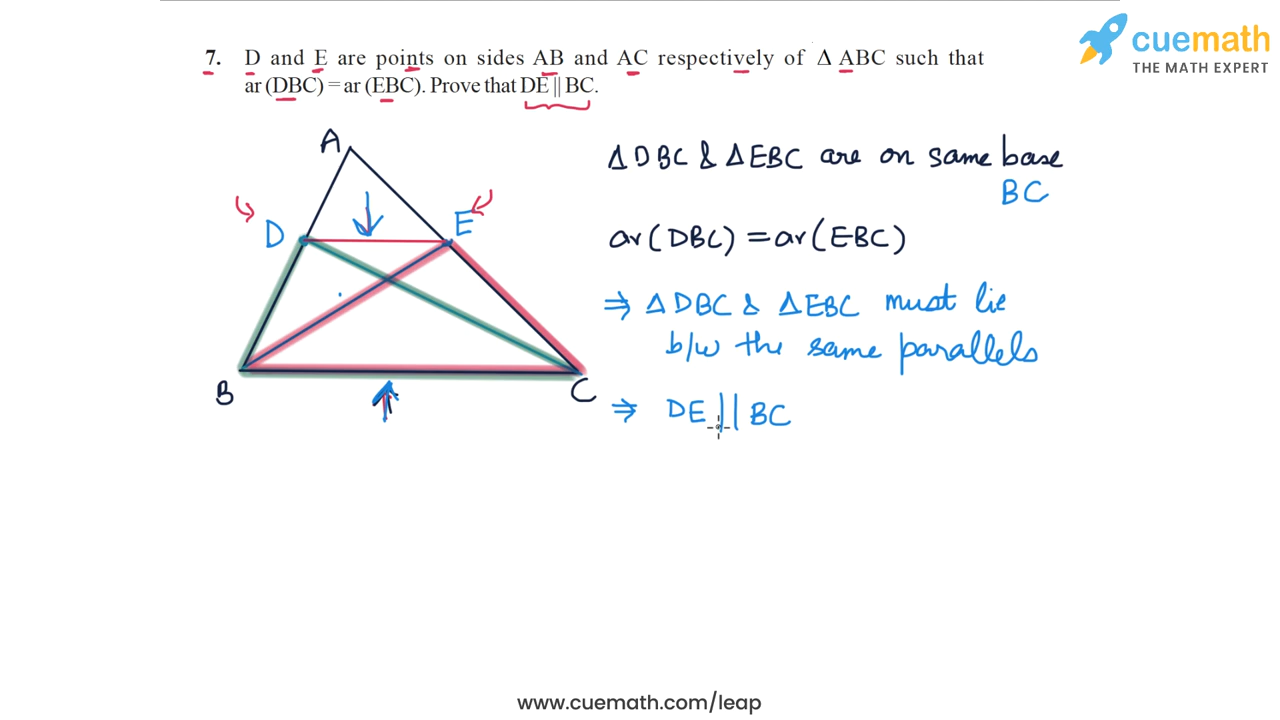 cuemath
THE MATH EXPERT
7. D and E are points on sides AB and AC respectively of Δ ABC such that
ar (DBC) = ar (EBC). Prove that DE || BC.
A
D
E
B
C
Δ DBC & Δ EBC are on same base
BC
ar(DBC) = ar(EBC)
⇒ Δ DBC & Δ EBC must lie
b/w the same parallels
⇒ DE || BC
www.cuemath.com/leap